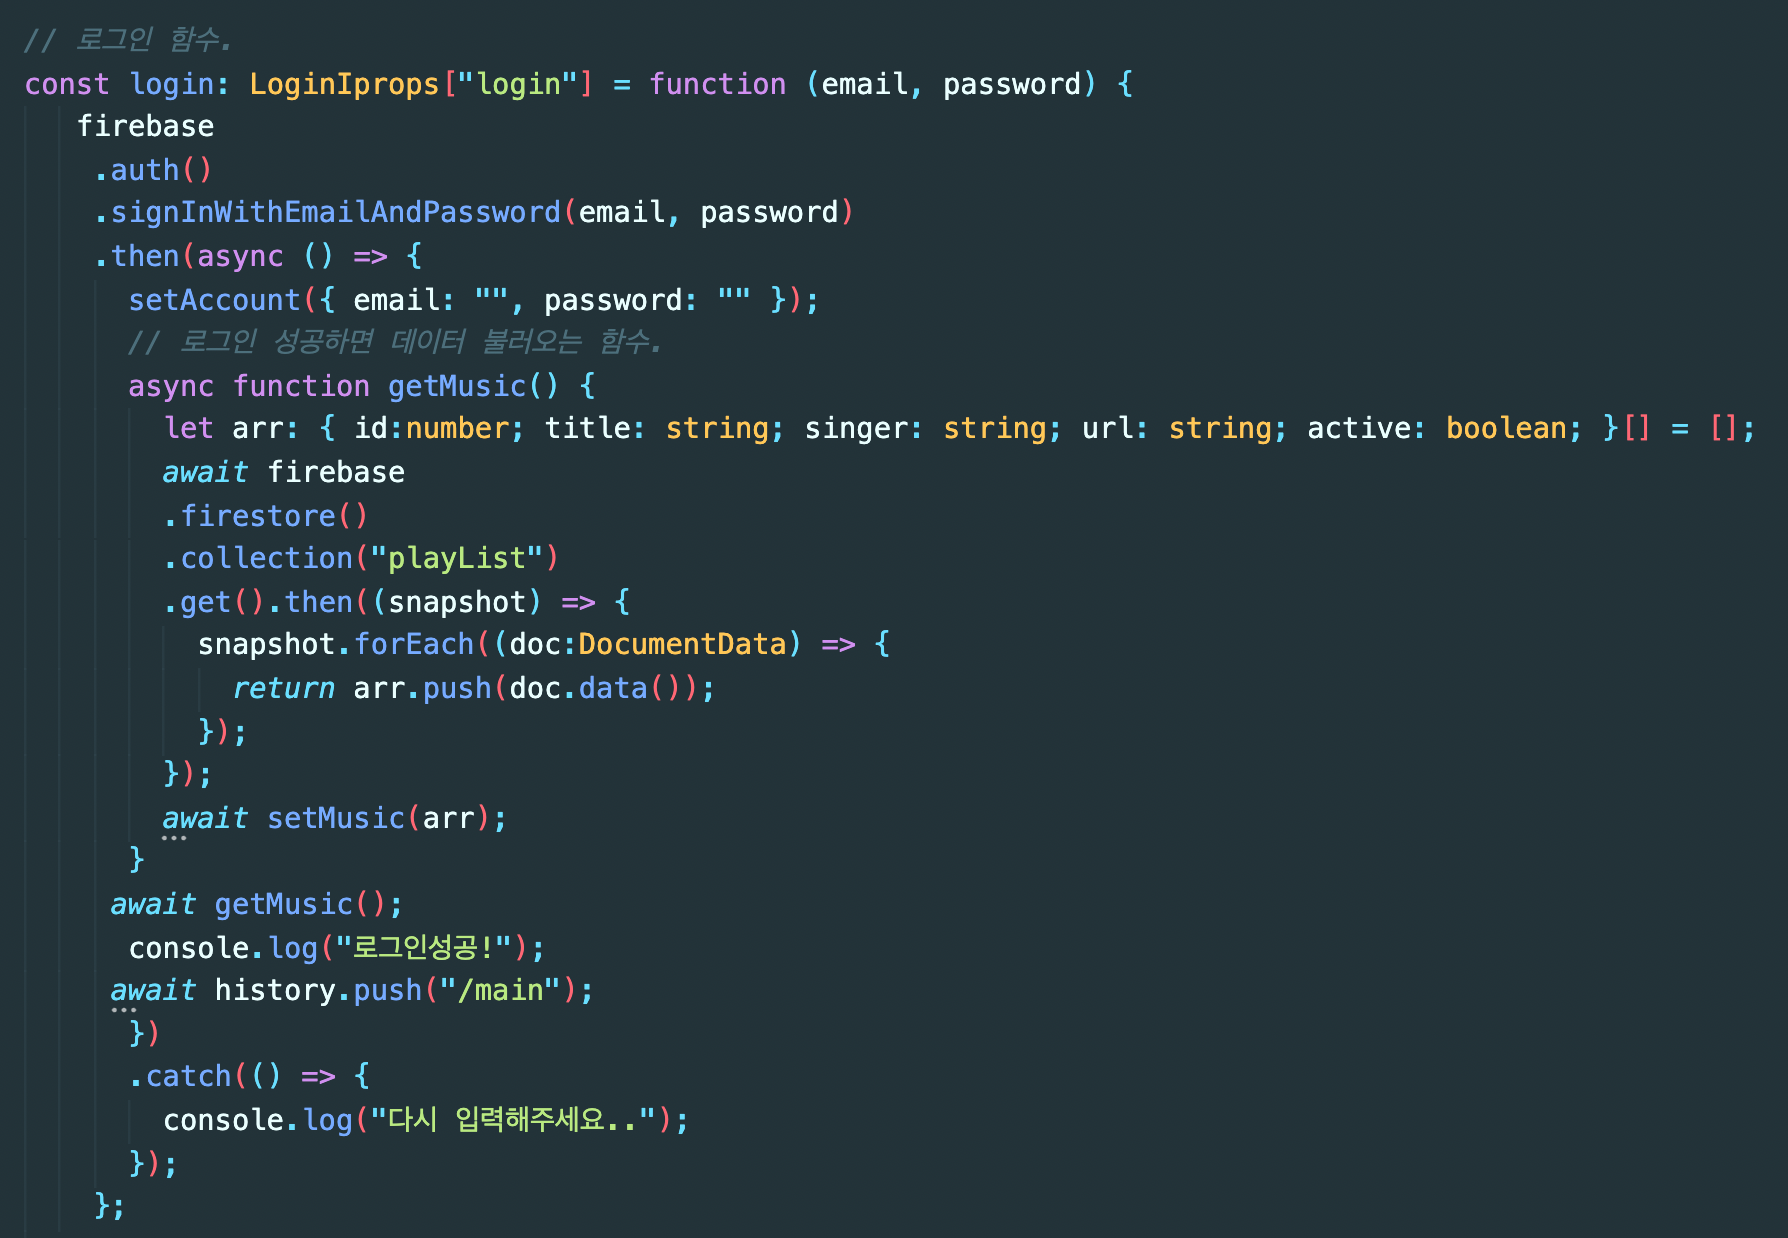 // 로그인 함수.
const login: LoginIprops["login"] = function (email, password) {
firebase
.auth()
.signInWithEmailAndPassword(email, password)
.then(async () => {
setAccount({ email: "", password: "" });
// 로그인 성공하면 데이터 불러오는 함수.
async function getMusic() {
let arr: { id:number; title: string; singer: string; url: string; active: boolean; }[] = [];
await firebase
.firestore()
.collection("playList")
.get().then((snapshot) => {
snapshot.forEach((doc:DocumentData) => {
return arr.push(doc.data());
});
});
await setMusic(arr);
}
await getMusic();
console.log("로그인성공!");
await history.push("/main");
})
.catch(() => {
console.log("다시 입력해주세요..");
});
};